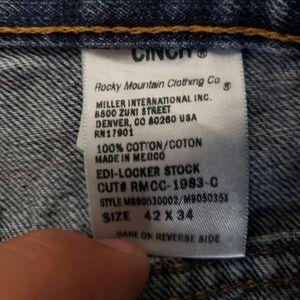 CINCH®
Rocky Mountain Clothing Co.®
MILLER INTERNATIONAL INC.
8500 ZUNI STREET
DENVER, CO 80260 USA
RN17901
100% COTTON/COTON
MADE IN MEXICO
EDI-LOCKER STOCK
CUT# RMCC-1983-C
STYLE
SIZE 42 X 34
CARE ON REVERSE SIDE